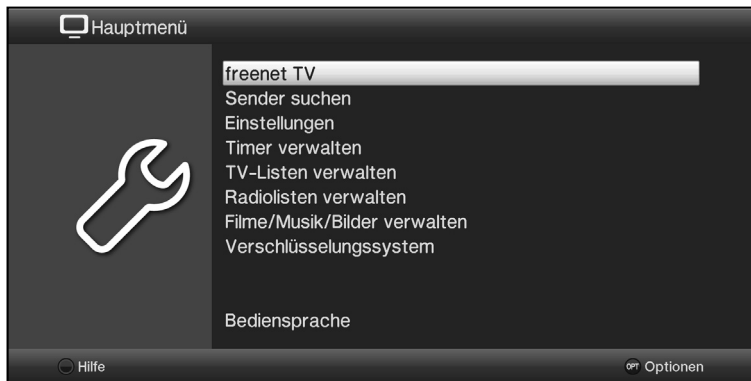 Hauptmenü
freenet TV
Sender suchen
Einstellungen
Timer verwalten
TV-Listen verwalten
Radiolisten verwalten
Filme/Musik/Bilder verwalten
Verschlüsselungssystem
Bediensprache
Hilfe
OPT Optionen